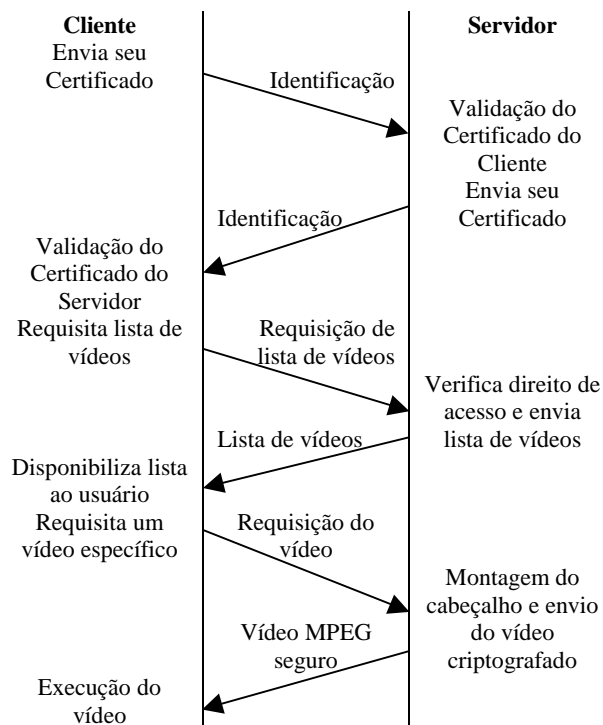 Cliente
Servidor
Envia seu
Certificado
Identificação
Validação do
Certificado do
Cliente
Envia seu
Certificado
Identificação
Validação do
Certificado do
Servidor
Requisita lista de
vídeos
Requisição de
lista de vídeos
Verifica direito de
acesso e envia
lista de vídeos
Lista de vídeos
Disponibiliza lista
ao usuário
Requisita um
vídeo específico
Requisição do
vídeo
Montagem do
cabeçalho e envio
do vídeo
criptografado
Vídeo MPEG
seguro
Execução do
vídeo